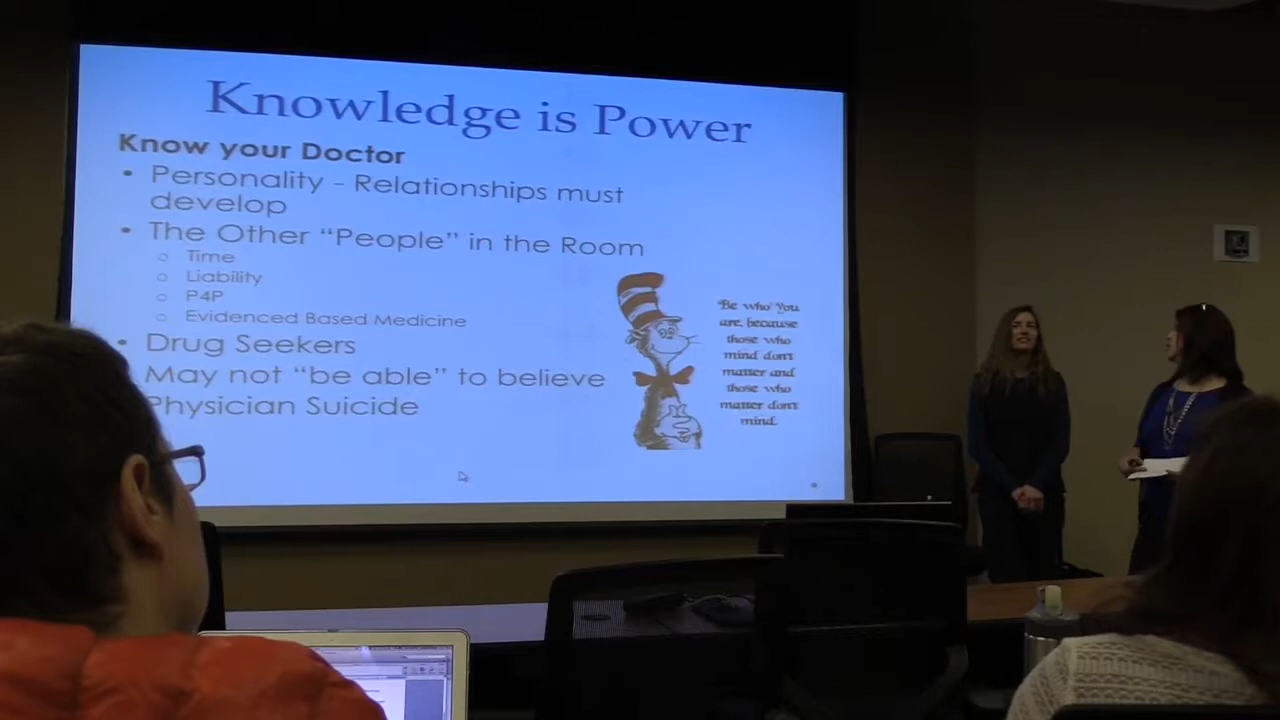 Knowledge is Power
Know your Doctor
• Personality - Relationships must
develop
• The Other “People” in the Room
o Time
o Liability
o P4P
o Evidenced Based Medicine
• Drug Seekers
May not “be able” to believe
Physician Suicide
Be who you
are, because
those who
mind don't
matter and
those who
matter don't
mind.